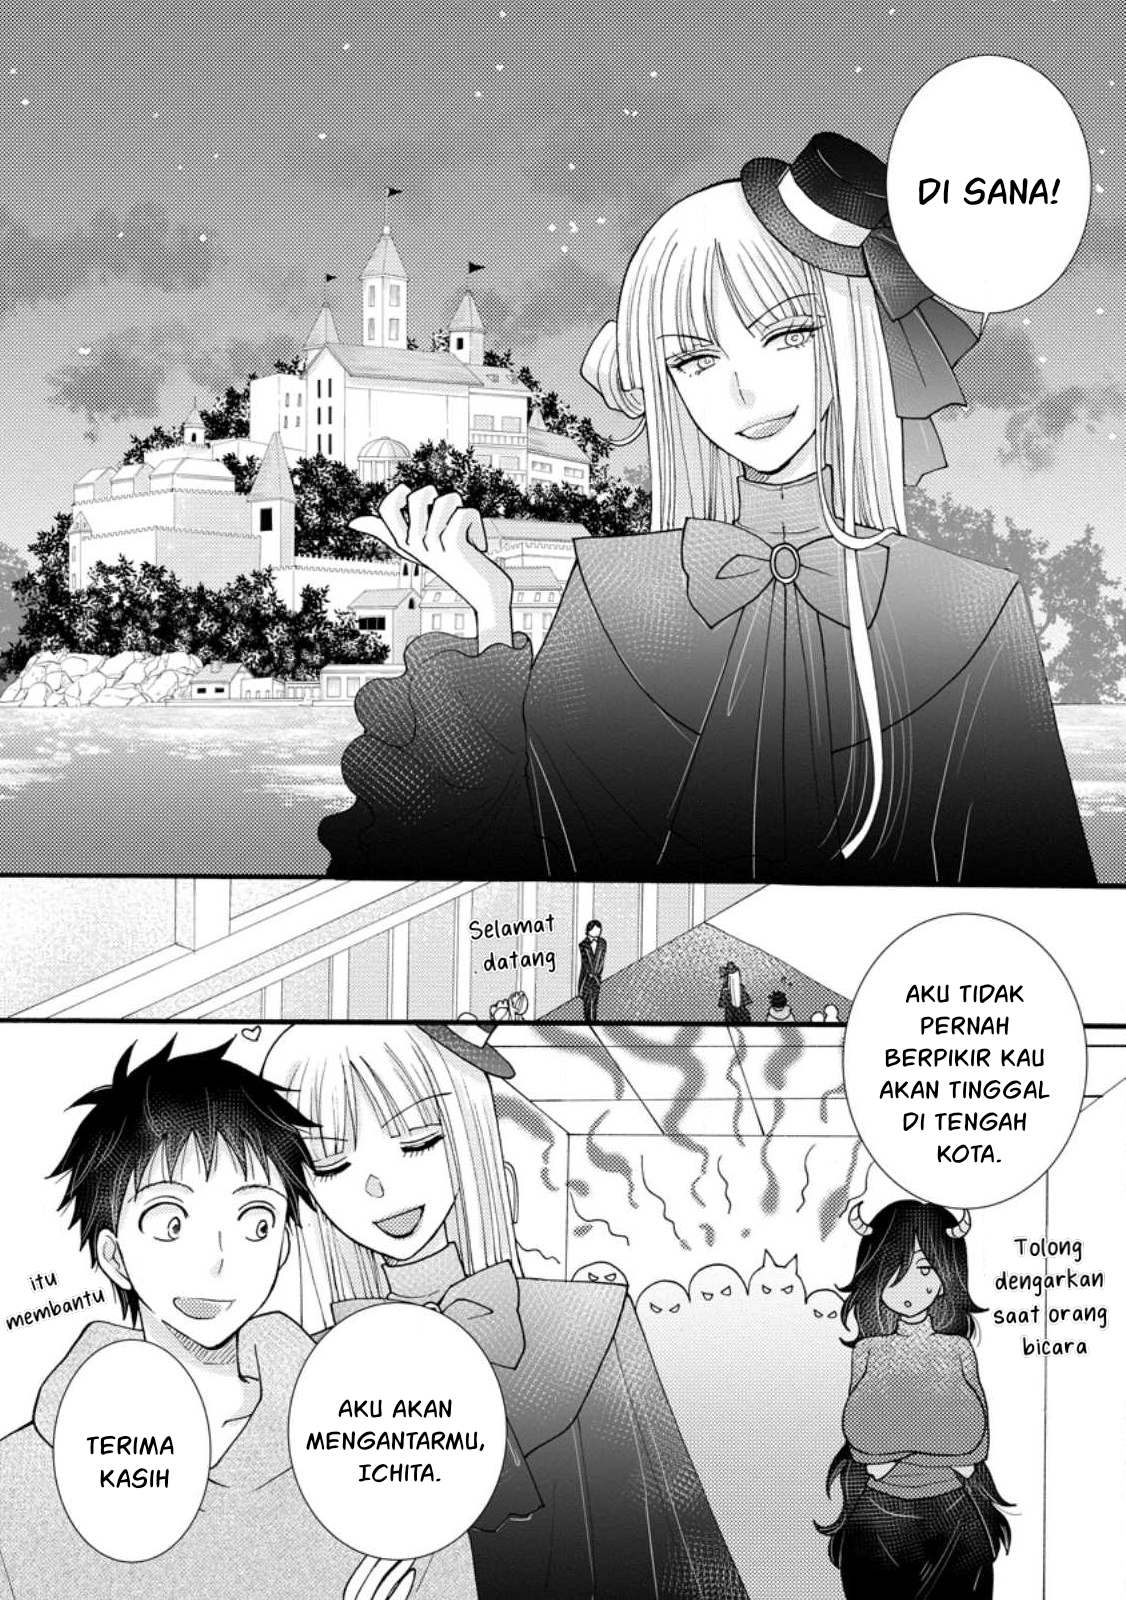 DI SANA!
Selamat
datang
AKU TIDAK
PERNAH
BERPIKIR KAU
AKAN TINGGAL
DI TENGAH
KOTA.
Tolong
dengarkan
saat orang
bicara
AKU AKAN
MENGANTARMU,
ICHITA.
itu
membantu
TERIMA
KASIH